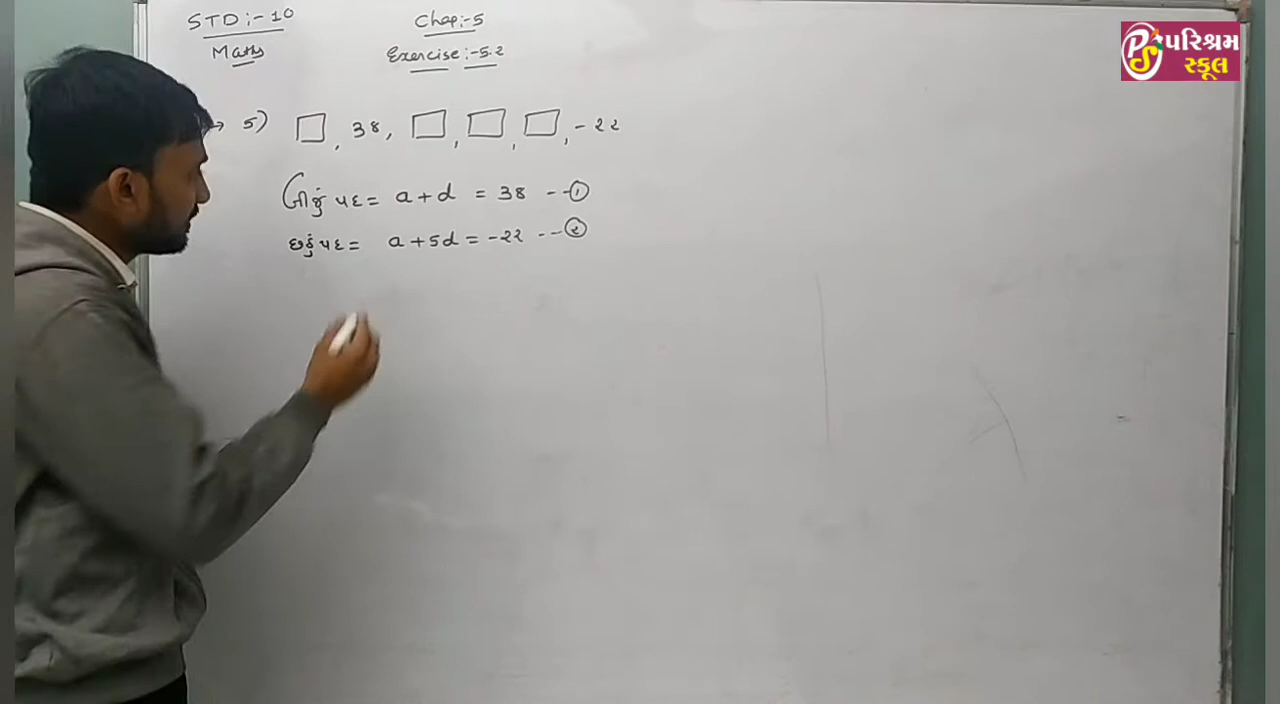 STD:- 10
Maths
Chap:-5
Exercise:-5.2
પરિશ્રમ
સ્કૂલ
→ 5) □, 38, □, □, □, -22
બીજું પદ = a+d = 38 --①
છઠ્ઠું પદ = a+5d = -22 ---②